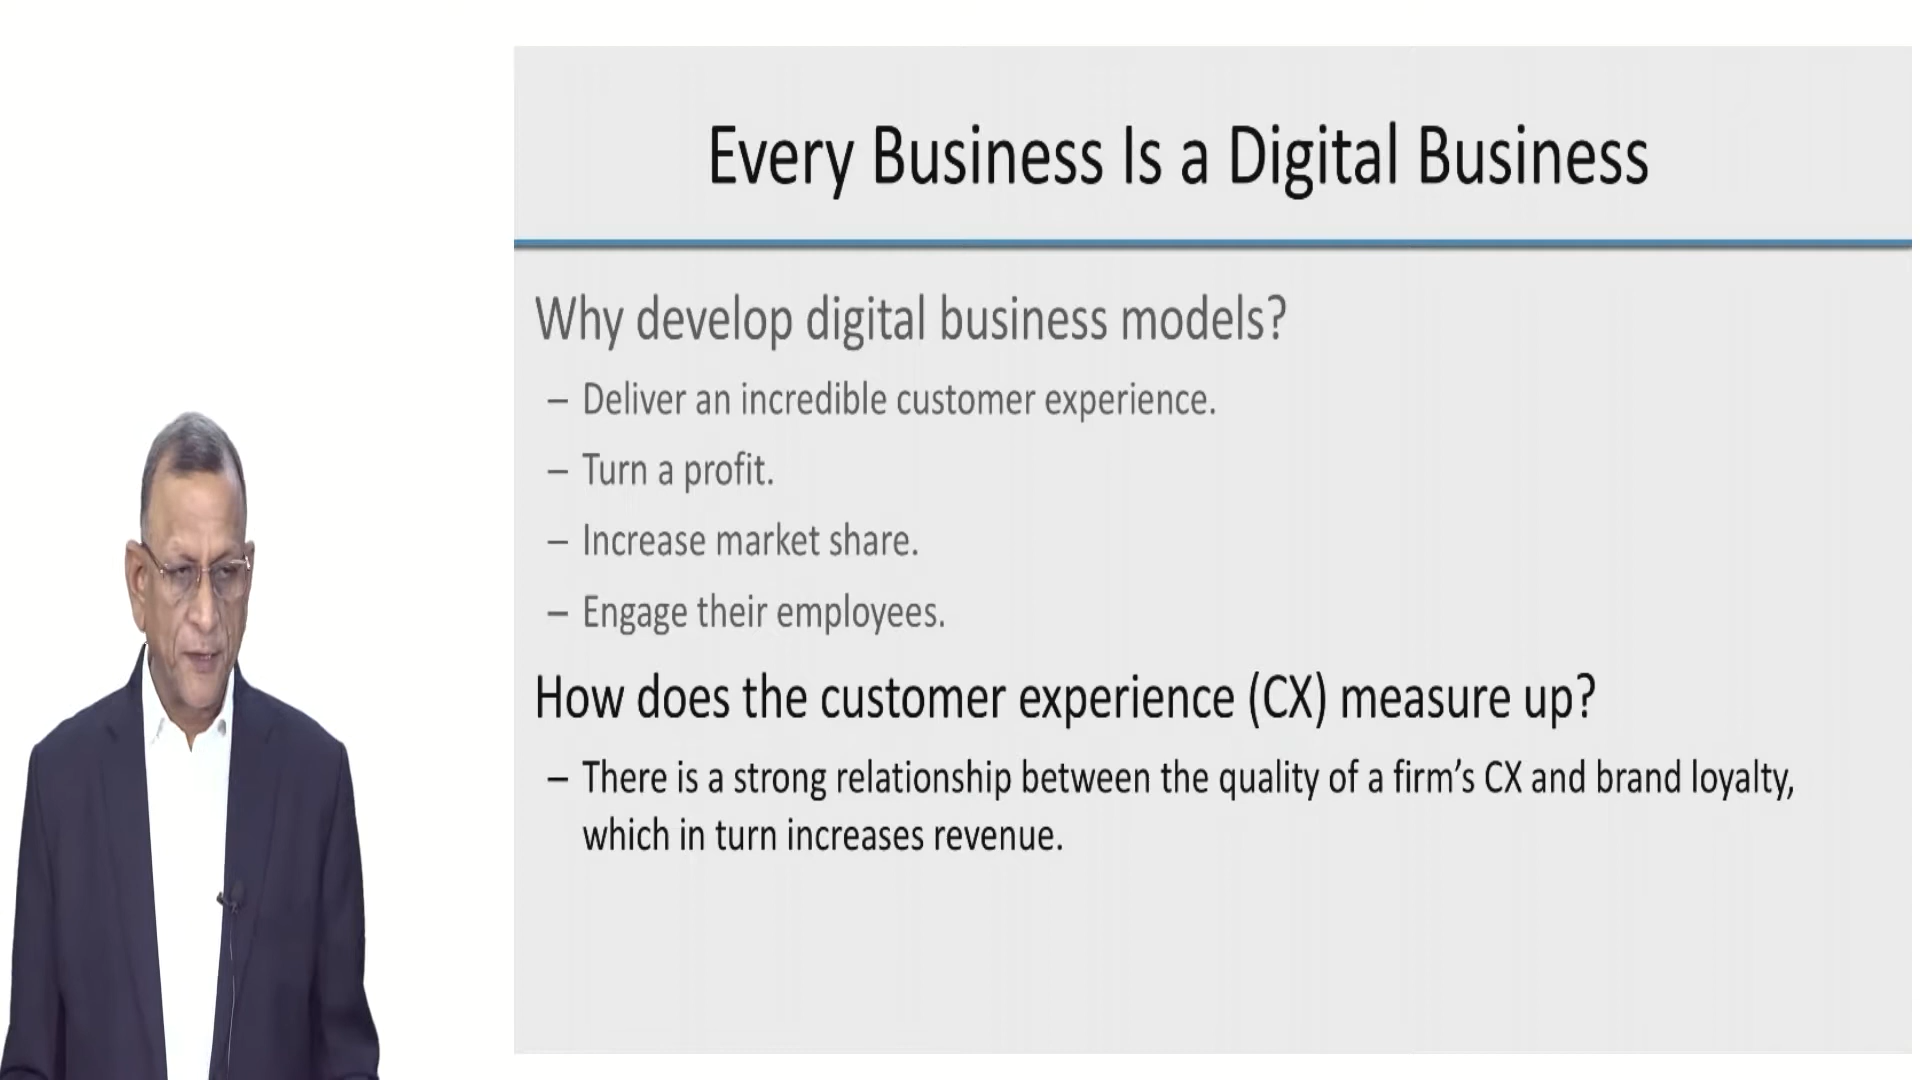 Every Business Is a Digital Business
Why develop digital business models?
– Deliver an incredible customer experience.
– Turn a profit.
– Increase market share.
– Engage their employees.
How does the customer experience (CX) measure up?
– There is a strong relationship between the quality of a firm’s CX and brand loyalty,
which in turn increases revenue.